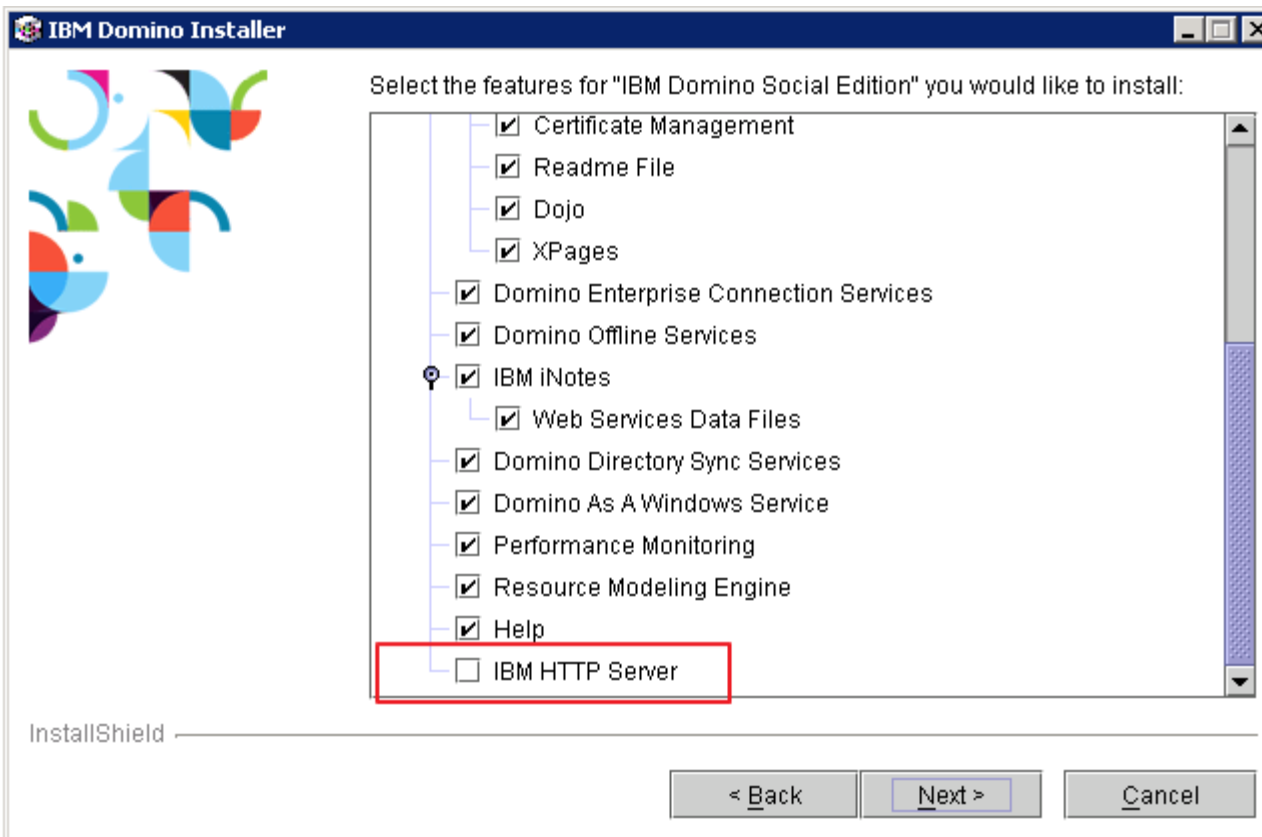 IBM Domino Installer
Select the features for "IBM Domino Social Edition" you would like to install:
Certificate Management
Readme File
Dojo
XPages
Domino Enterprise Connection Services
Domino Offline Services
IBM iNotes
Web Services Data Files
Domino Directory Sync Services
Domino As A Windows Service
Performance Monitoring
Resource Modeling Engine
Help
IBM HTTP Server
InstallShield
< Back Next > Cancel